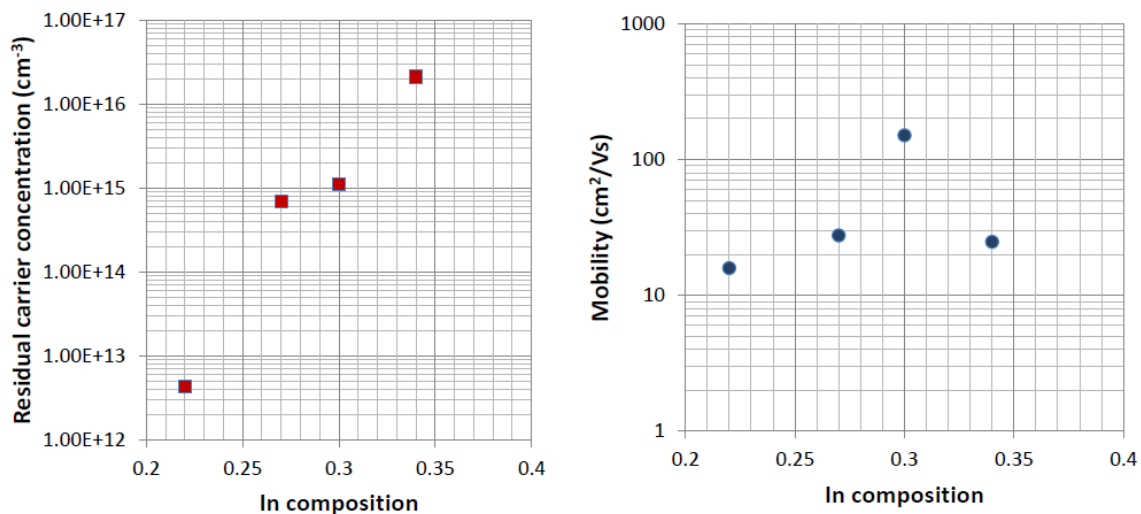 Residual carrier concentration (cm⁻³)
1.00E+17
1.00E+16
1.00E+15
1.00E+14
1.00E+13
1.00E+12
0.2 0.25 0.3 0.35 0.4
In composition
Mobility (cm²/Vs)
1000
100
10
1
0.2 0.25 0.3 0.35 0.4
In composition